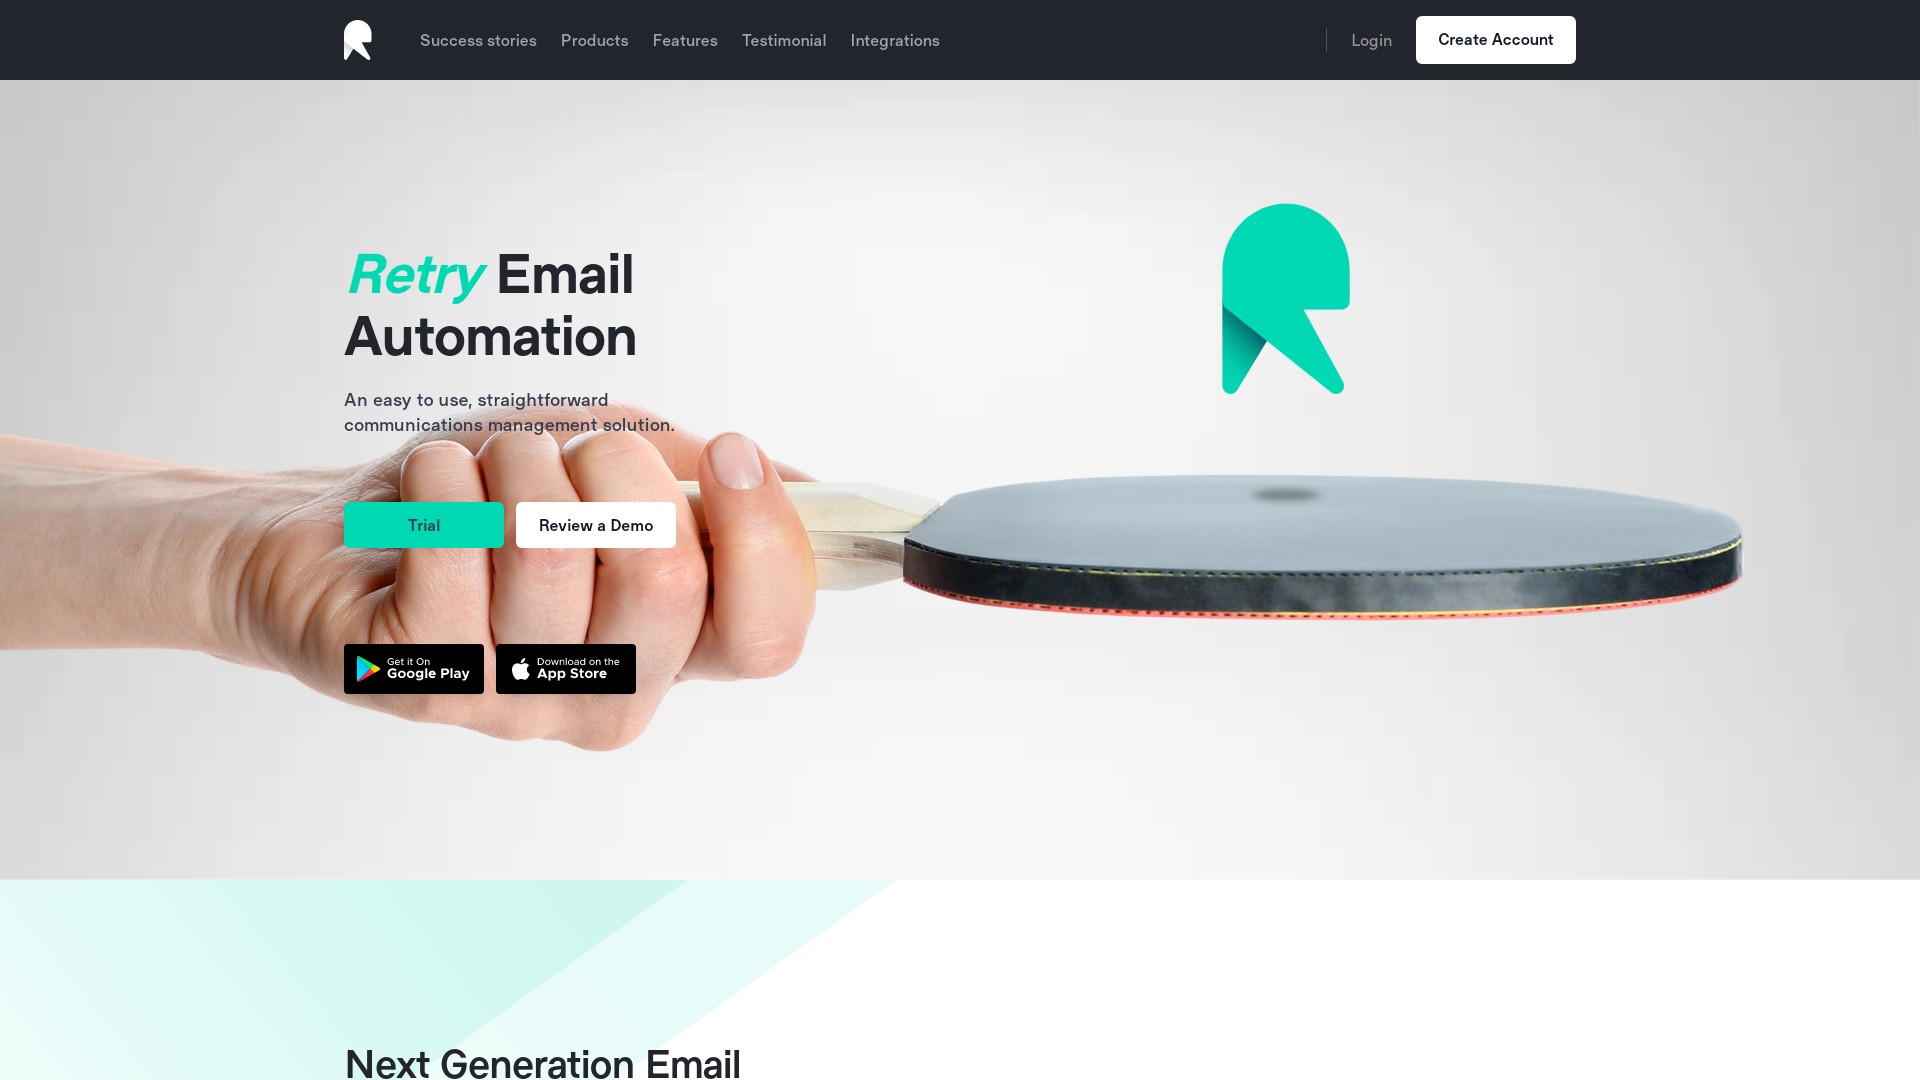 Success stories
Products
Features
Testimonial
Integrations
Login
Create Account
Retry Email
Automation
An easy to use, straightforward
communications management solution.
Trial
Review a Demo
Get it On
Google Play
Download on the
App Store
Next Generation Email